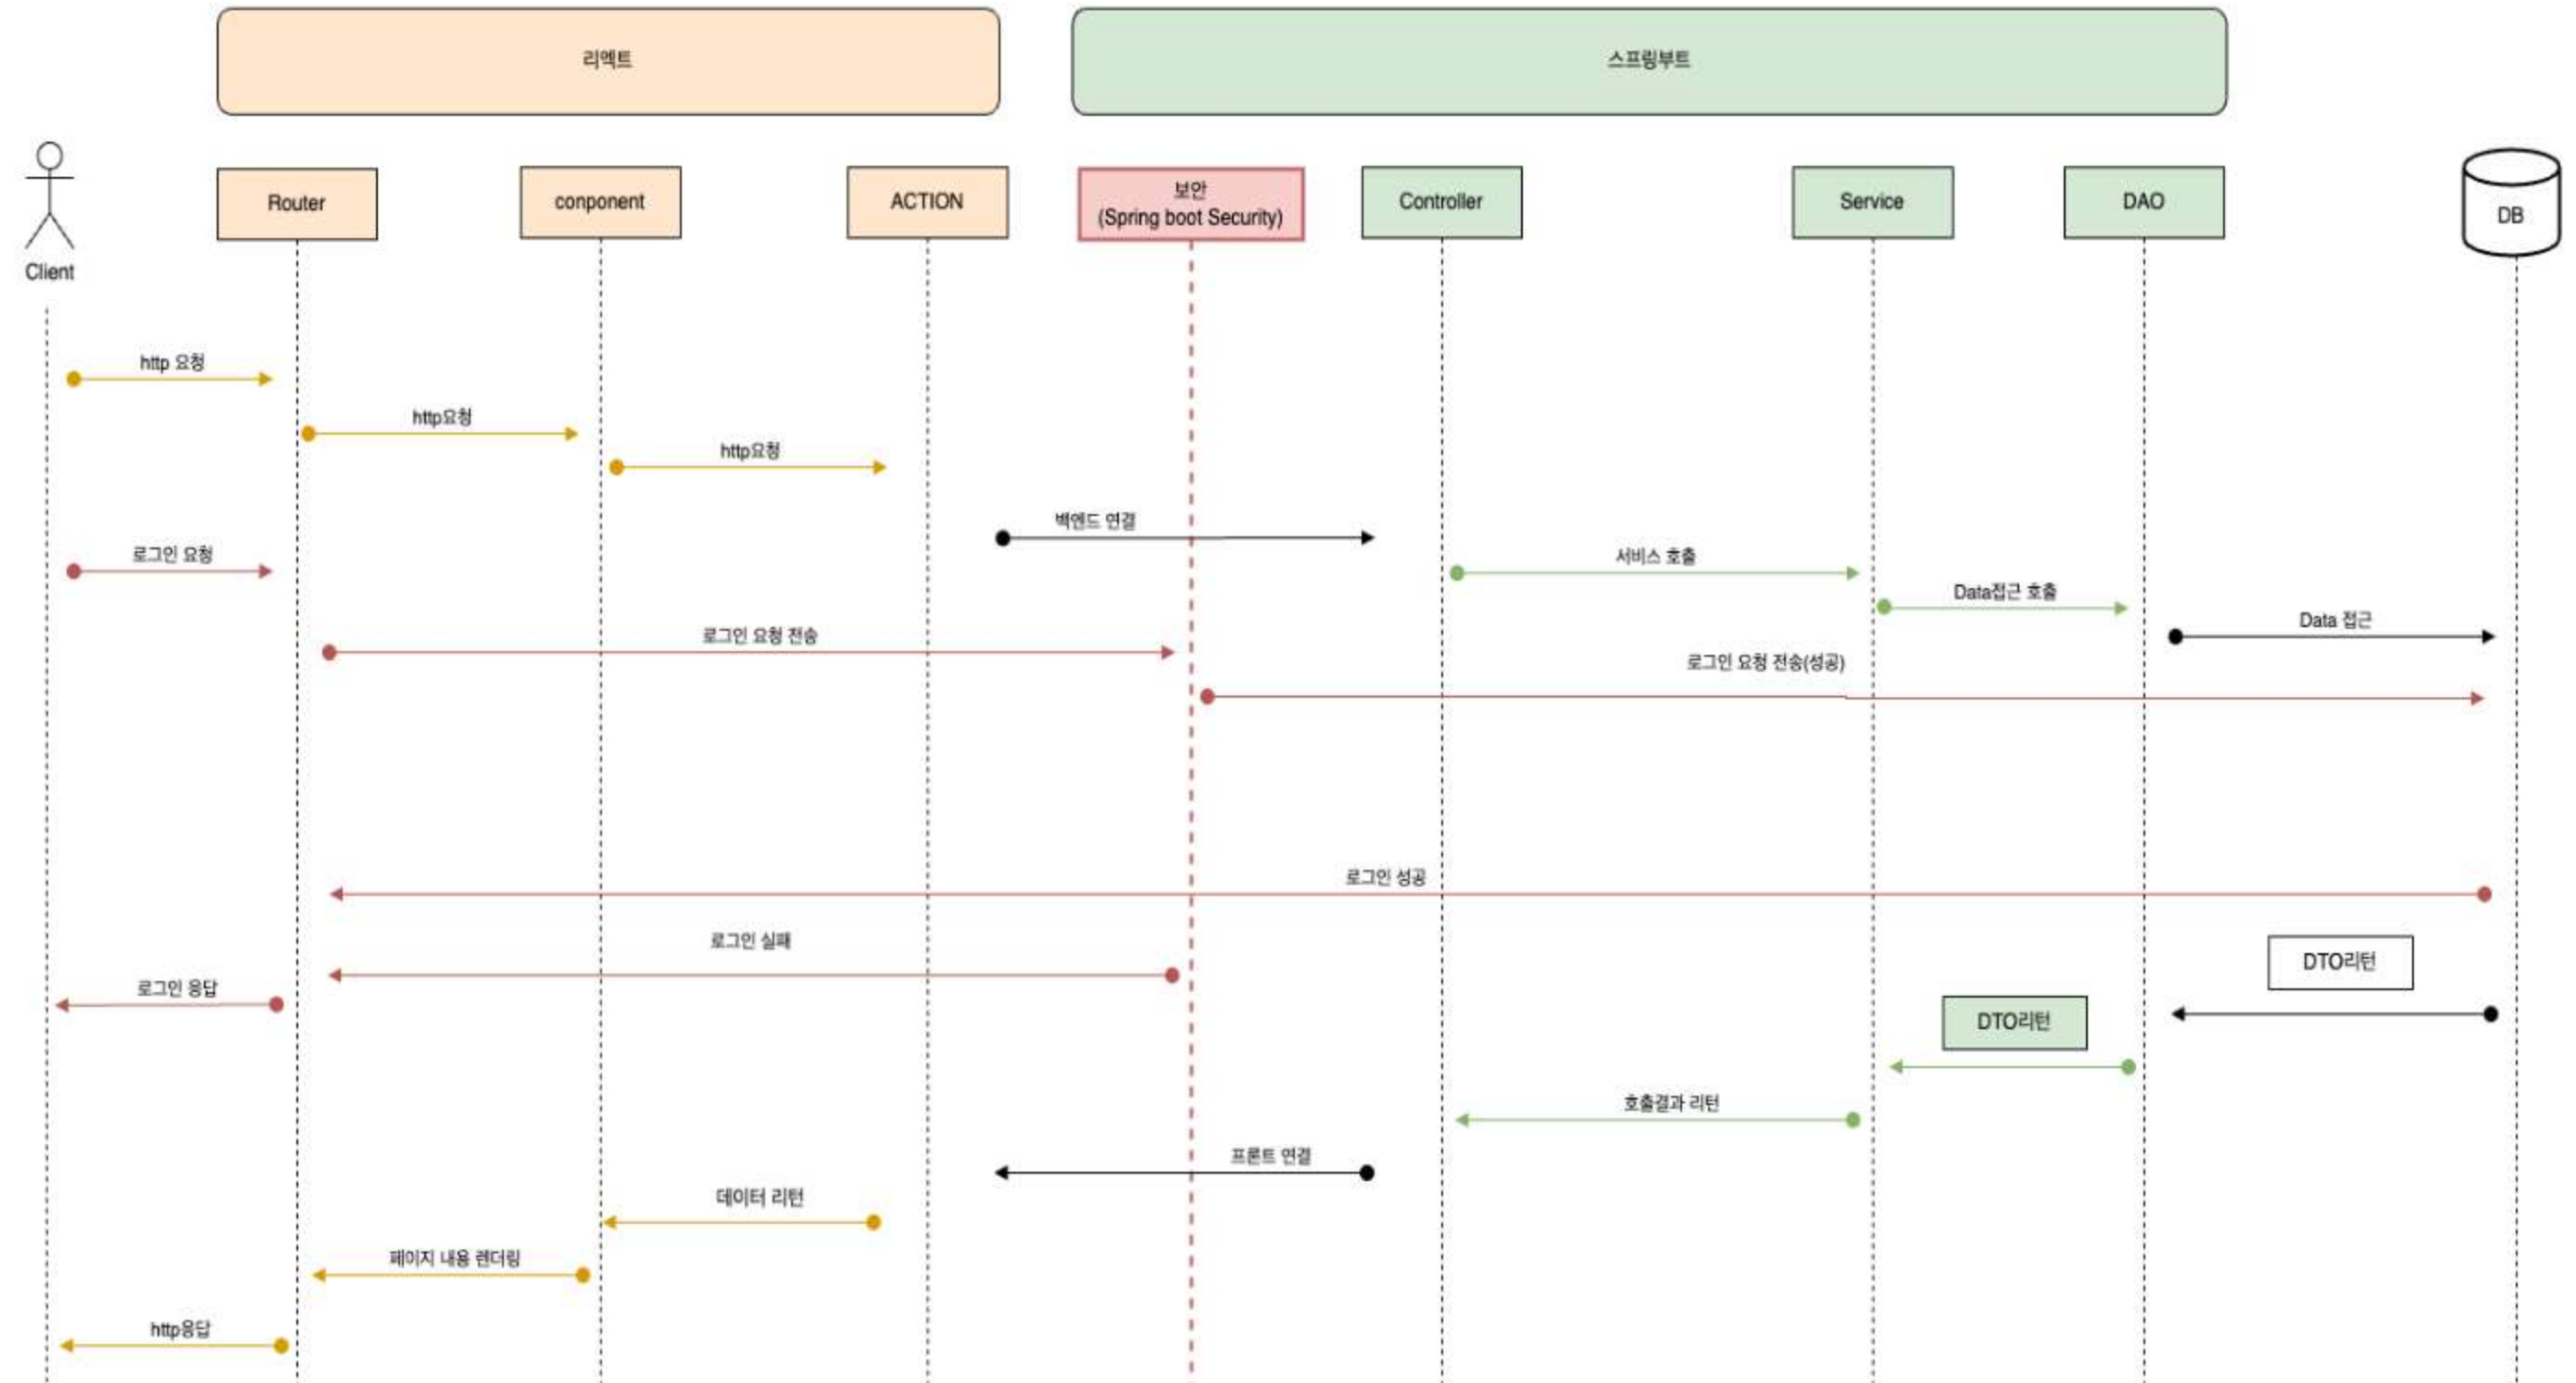 리엑트
스프링부트
Client
Router
conponent
ACTION
보안
(Spring boot Security)
Controller
Service
DAO
DB
http 요청
http요청
http요청
백엔드 연결
로그인 요청
서비스 호출
Data접근 호출
Data 접근
로그인 요청 전송
로그인 요청 전송(성공)
로그인 성공
로그인 실패
DTO리턴
로그인 응답
DTO리턴
호출결과 리턴
프론트 연결
데이터 리턴
페이지 내용 렌더링
http응답